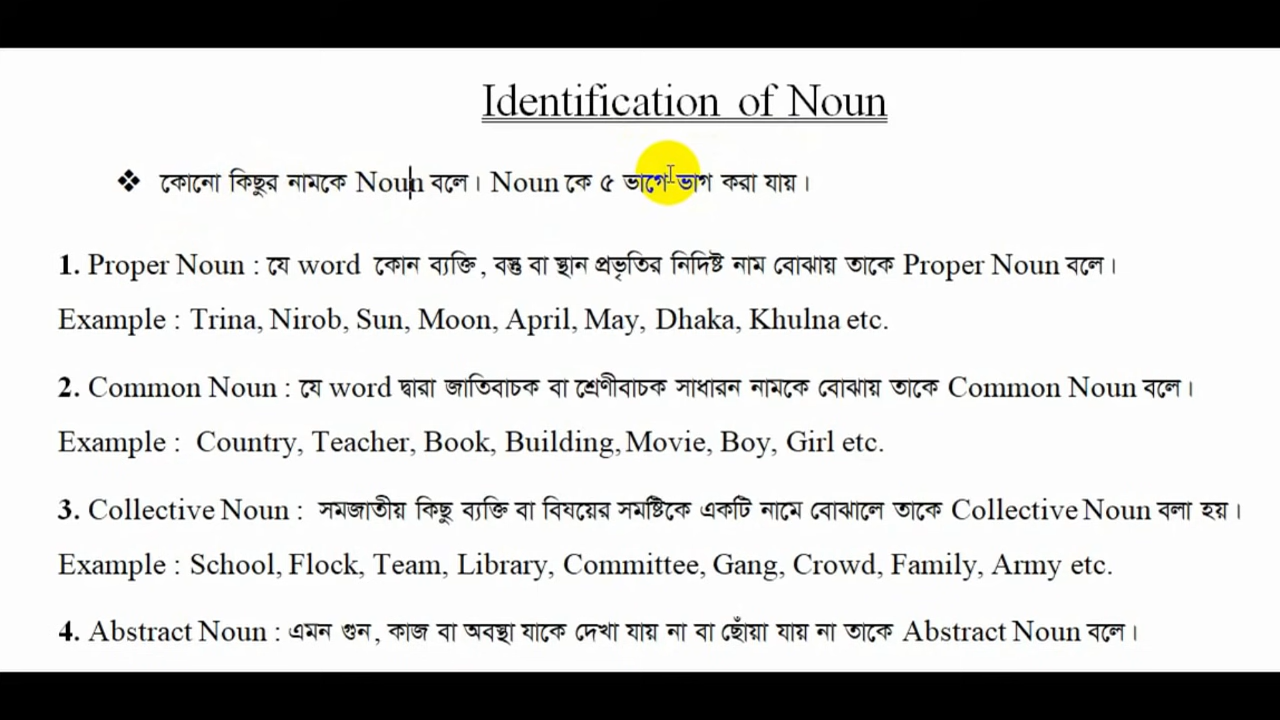 Identification of Noun
❖ কোনো কিছুর নামকে Noun বলে। Noun কে ৫ ভাগে ভাগ করা যায়।
1. Proper Noun : যে word কোন ব্যক্তি, বস্তু বা স্থান প্রভৃতির নির্দিষ্ট নাম বোঝায় তাকে Proper Noun বলে।
Example : Trina, Nirob, Sun, Moon, April, May, Dhaka, Khulna etc.
2. Common Noun : যে word দ্বারা জাতিবাচক বা শ্রেণীবাচক সাধারন নামকে বোঝায় তাকে Common Noun বলে।
Example : Country, Teacher, Book, Building, Movie, Boy, Girl etc.
3. Collective Noun : সমজাতীয় কিছু ব্যক্তি বা বিষয়ের সমষ্টিকে একটি নামে বোঝালে তাকে Collective Noun বলা হয়।
Example : School, Flock, Team, Library, Committee, Gang, Crowd, Family, Army etc.
4. Abstract Noun : এমন গুন, কাজ বা অবস্থা যাকে দেখা যায় না বা ছোঁয়া যায় না তাকে Abstract Noun বলে।